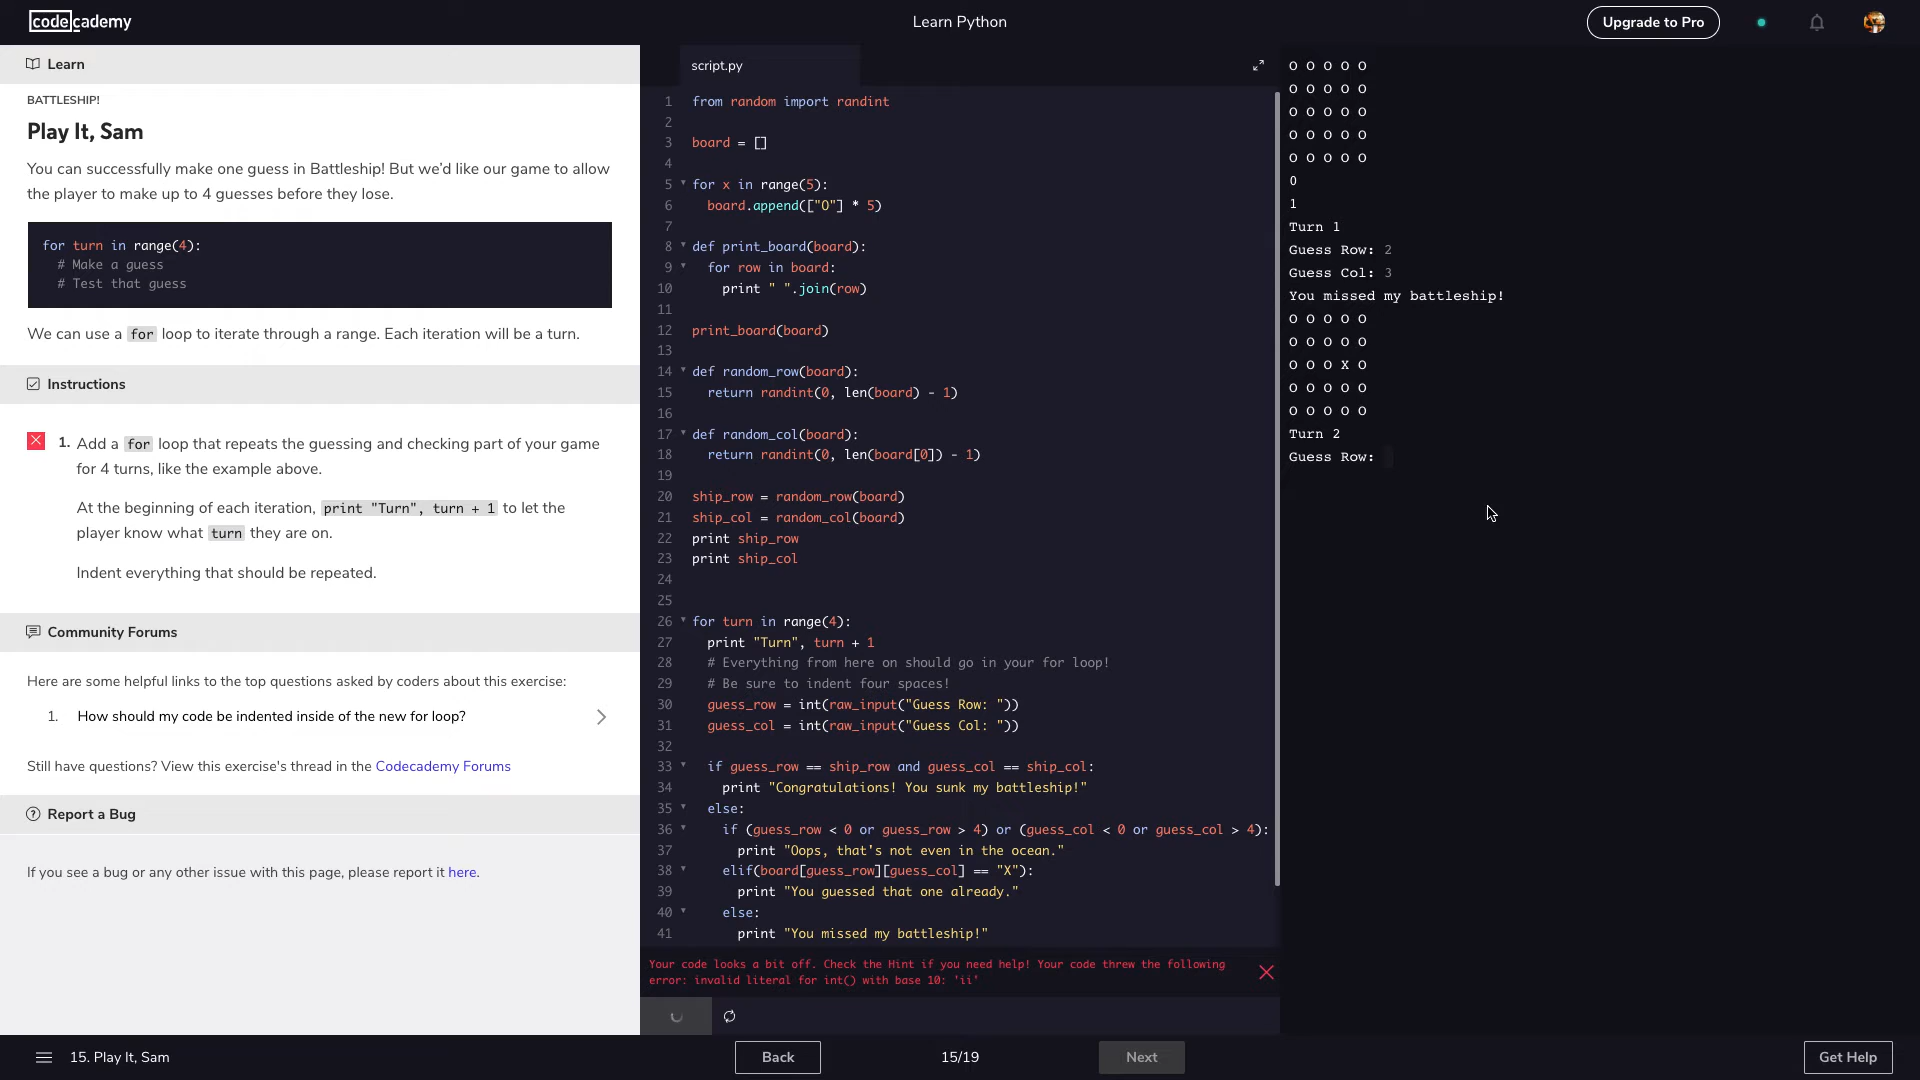 codecademy
Learn Python
Upgrade to Pro
Learn
BATTLESHIP!
Play It, Sam
You can successfully make one guess in Battleship! But we’d like our game to allow
the player to make up to 4 guesses before they lose.
for turn in range(4):
# Make a guess
# Test that guess
We can use a for loop to iterate through a range. Each iteration will be a turn.
Instructions
1. Add a for loop that repeats the guessing and checking part of your game
for 4 turns, like the example above.
At the beginning of each iteration, print "Turn", turn + 1 to let the
player know what turn they are on.
Indent everything that should be repeated.
Community Forums
Here are some helpful links to the top questions asked by coders about this exercise:
1. How should my code be indented inside of the new for loop?
Still have questions? View this exercise's thread in the Codecademy Forums
Report a Bug
If you see a bug or any other issue with this page, please report it here.
script.py
1 from random import randint
2
3 board = []
4
5 for x in range(5):
6 board.append(["O"] * 5)
7
8 def print_board(board):
9 for row in board:
10 print " ".join(row)
11
12 print_board(board)
13
14 def random_row(board):
15 return randint(0, len(board) - 1)
16
17 def random_col(board):
18 return randint(0, len(board[0]) - 1)
19
20 ship_row = random_row(board)
21 ship_col = random_col(board)
22 print ship_row
23 print ship_col
24
25
26 for turn in range(4):
27 print "Turn", turn + 1
28 # Everything from here on should go in your for loop!
29 # Be sure to indent four spaces!
30 guess_row = int(raw_input("Guess Row: "))
31 guess_col = int(raw_input("Guess Col: "))
32
33 if guess_row == ship_row and guess_col == ship_col:
34 print "Congratulations! You sunk my battleship!"
35 else:
36 if (guess_row < 0 or guess_row > 4) or (guess_col < 0 or guess_col > 4):
37 print "Oops, that's not even in the ocean."
38 elif(board[guess_row][guess_col] == "X"):
39 print "You guessed that one already."
40 else:
41 print "You missed my battleship!"
Your code looks a bit off. Check the Hint if you need help! Your code threw the following
error: invalid literal for int() with base 10: 'ii'
O O O O O
O O O O O
O O O O O
O O O O O
O O O O O
0
1
Turn 1
Guess Row: 2
Guess Col: 3
You missed my battleship!
O O O O O
O O O O O
O O O X O
O O O O O
O O O O O
Turn 2
Guess Row:
15. Play It, Sam
Back
15/19
Next
Get Help